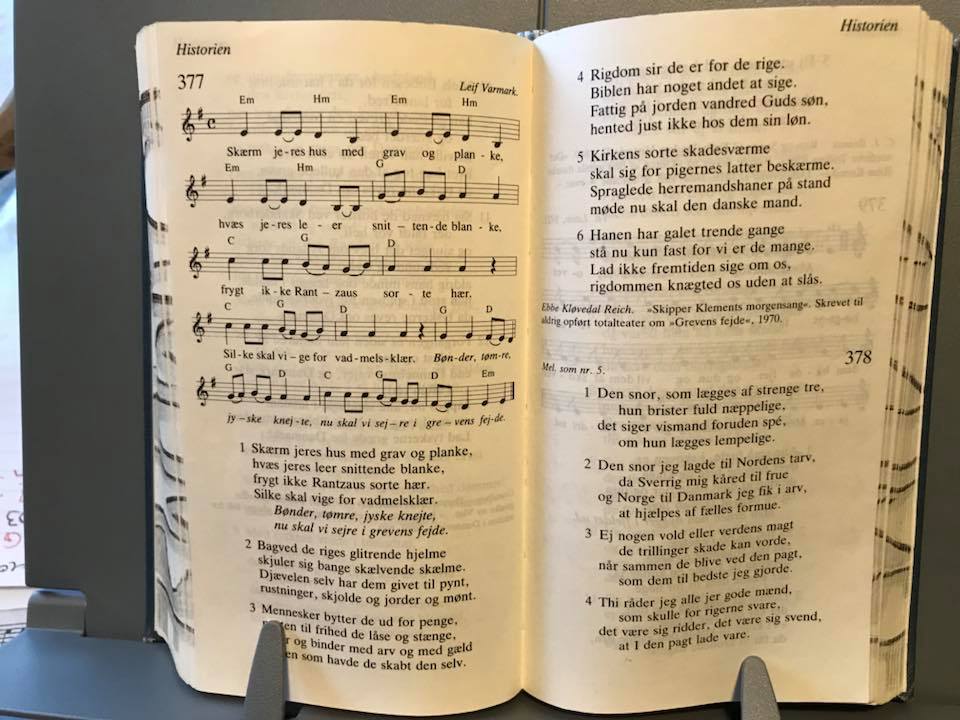 Historien
377
Leif Varmark.
Em Hm Em Hm
Skærm je-res hus med grav og plan-ke,
Em Hm G D
hvæs je-res le-er snit-ten-de blan-ke,
C G D
frygt ik-ke Rant-zaus sor-te hær.
C G D G D
Sil-ke skal vi-ge for vad-mels-klær. Bøn-der, tøm-re,
G D C G D Em
jy-ske knej-te, nu skal vi sej-re i gre-vens fej-de.
1 Skærm jeres hus med grav og planke,
hvæs jeres leer snittende blanke,
frygt ikke Rantzaus sorte hær.
Silke skal vige for vadmelsklær.
Bønder, tømre, jyske knejte,
nu skal vi sejre i grevens fejde.
2 Bagved de riges glitrende hjelme
skjuler sig bange skælvende skælme.
Djævelen selv har dem givet til pynt,
rustninger, skjolde og jorder og mønt.
3 Mennesker bytter de ud for penge,
til frihed de låse og stænge,
og binder med arv og med gæld
som havde de skabt den selv.
Historien
4 Rigdom sir de er for de rige.
Biblen har noget andet at sige.
Fattig på jorden vandred Guds søn,
hented just ikke hos dem sin løn.
5 Kirkens sorte skadesværme
skal sig for pigernes latter beskærme.
Spraglede herremandshaner på stand
møde nu skal den danske mand.
6 Hanen har galet trende gange
stå nu kun fast for vi er de mange.
Lad ikke fremtiden sige om os,
rigdommen knægted os uden at slås.
Ebbe Kløvedal Reich. »Skipper Klements morgensang«. Skrevet til
aldrig opført totalteater om »Grevens fejde«, 1970.
378
Mel. som nr. 5.
1 Den snor, som lægges af strenge tre,
hun brister fuld næppelige,
det siger vismand foruden spé,
om hun lægges lempelige.
2 Den snor jeg lagde til Nordens tarv,
da Sverrig mig kåred til frue
og Norge til Danmark jeg fik i arv,
at hjælpes af fælles formue.
3 Ej nogen vold eller verdens magt
de trillinger skade kan vorde,
når sammen de blive ved den pagt,
som dem til bedste jeg gjorde.
4 Thi råder jeg alle jer gode mænd,
som skulle for rigerne svare,
det være sig ridder, det være sig svend,
at I den pagt lade vare.